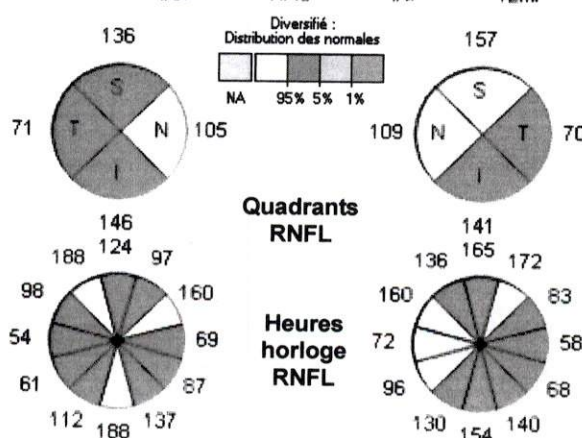 Diversifié :
Distribution des normales
NA 95% 5% 1%
136
S
71 T N 105
I
146
157
S
109 N T 70
I
141
Quadrants
RNFL
124
188 97
98 160
54 69
61 87
112 137
188
Heures
horloge
RNFL
165
136 172
160 83
72 58
96 68
130 140
154